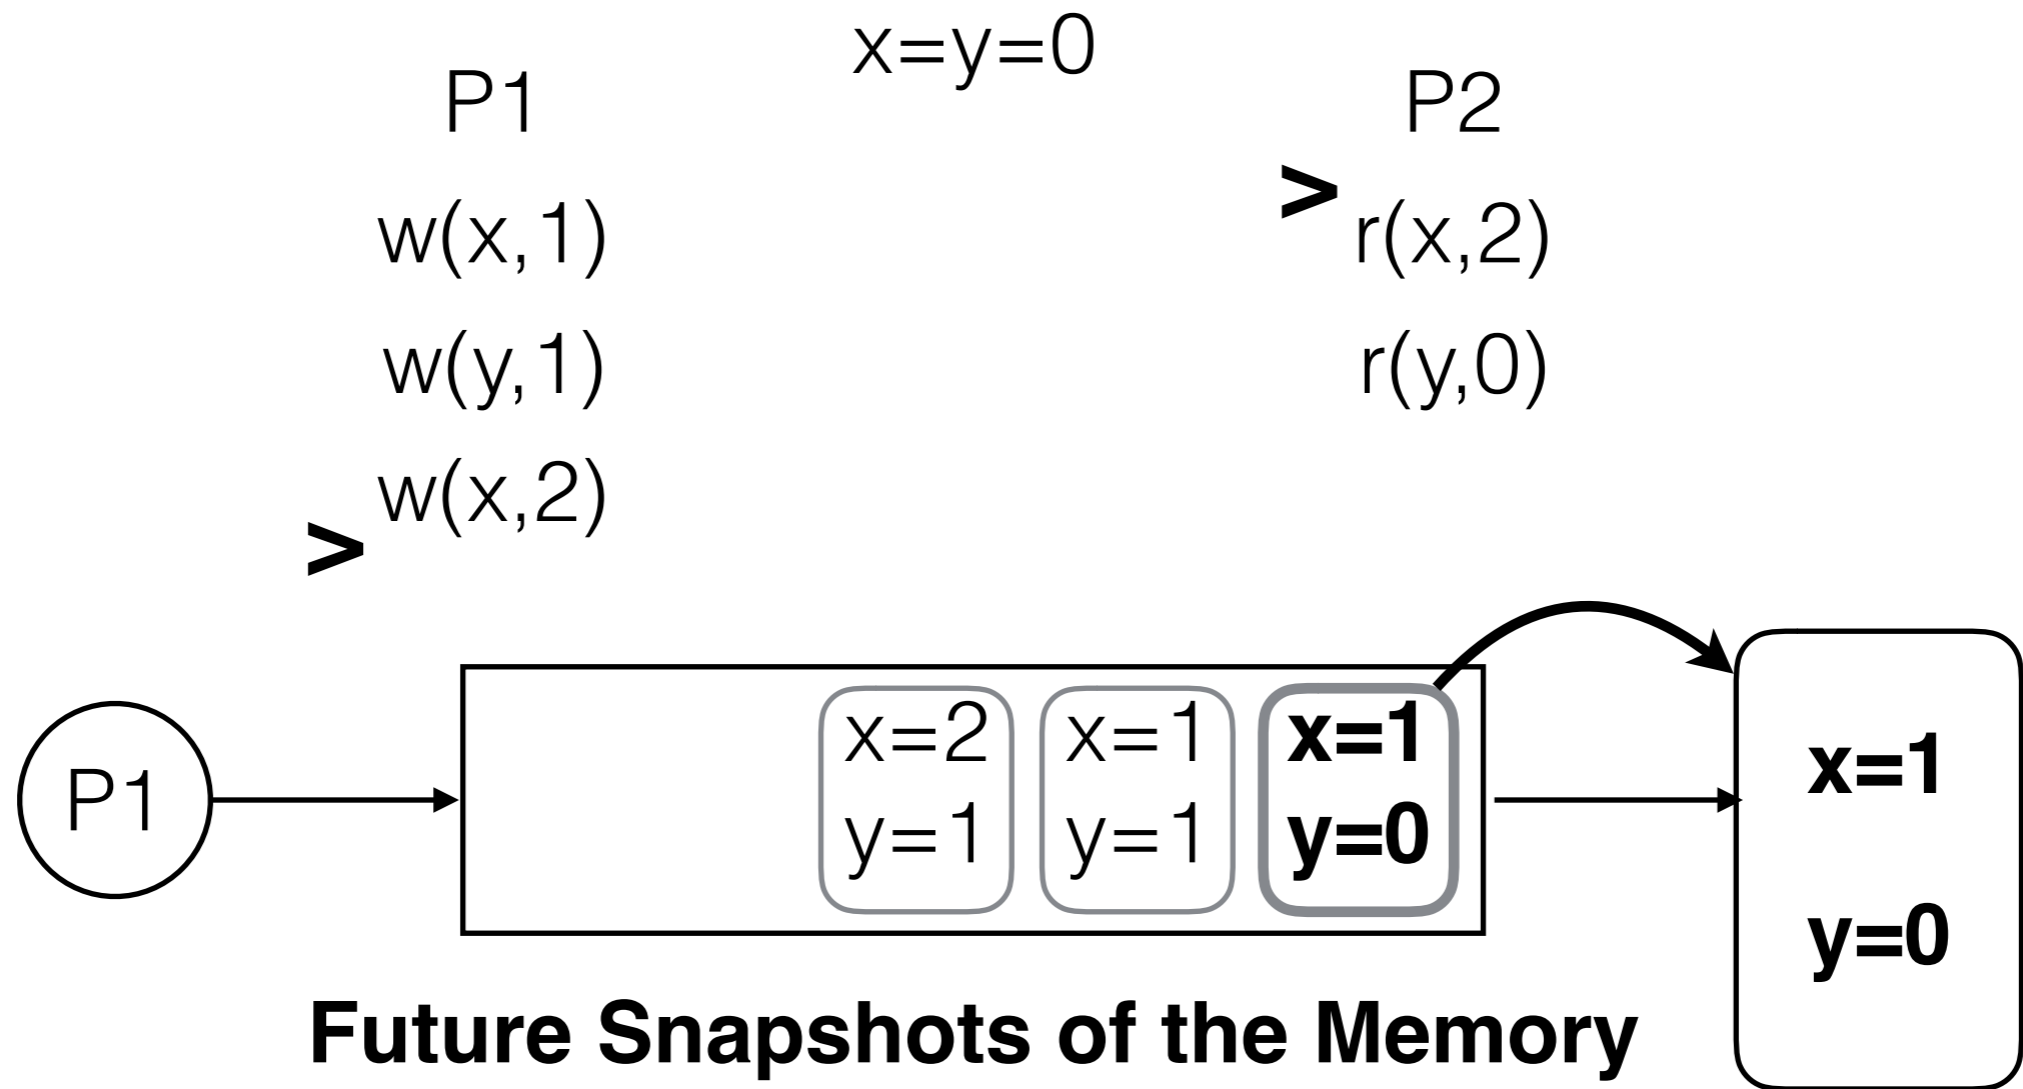 x=y=0
P1
w(x,1)
w(y,1)
w(x,2)
>
P2
>
r(x,2)
r(y,0)
P1
x=2
y=1
x=1
y=1
x=1
y=0
x=1
y=0
Future Snapshots of the Memory